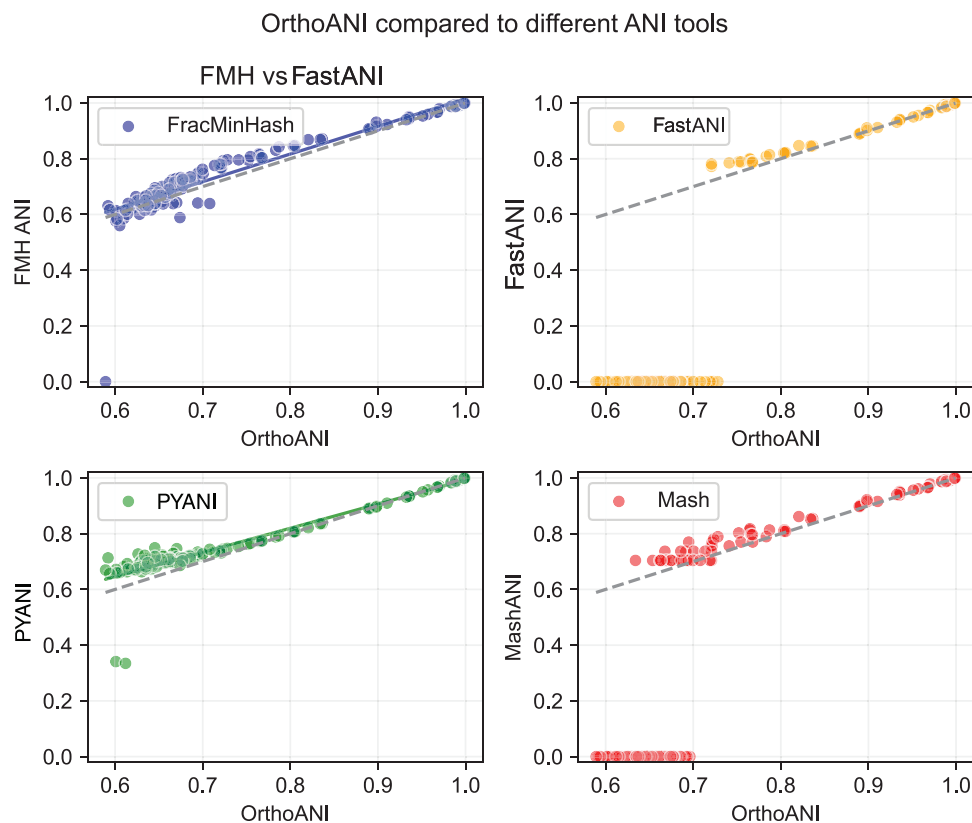 OrthoANI compared to different ANI tools
FMH vs FastANI
FracMinHash
FMH ANI
1.0
0.8
0.6
0.4
0.2
0.0
0.6 0.7 0.8 0.9 1.0
OrthoANI
FastANI
FastANI
1.0
0.8
0.6
0.4
0.2
0.0
0.6 0.7 0.8 0.9 1.0
OrthoANI
PYANI
PYANI
1.0
0.8
0.6
0.4
0.2
0.0
0.6 0.7 0.8 0.9 1.0
OrthoANI
Mash
MashANI
1.0
0.8
0.6
0.4
0.2
0.0
0.6 0.7 0.8 0.9 1.0
OrthoANI